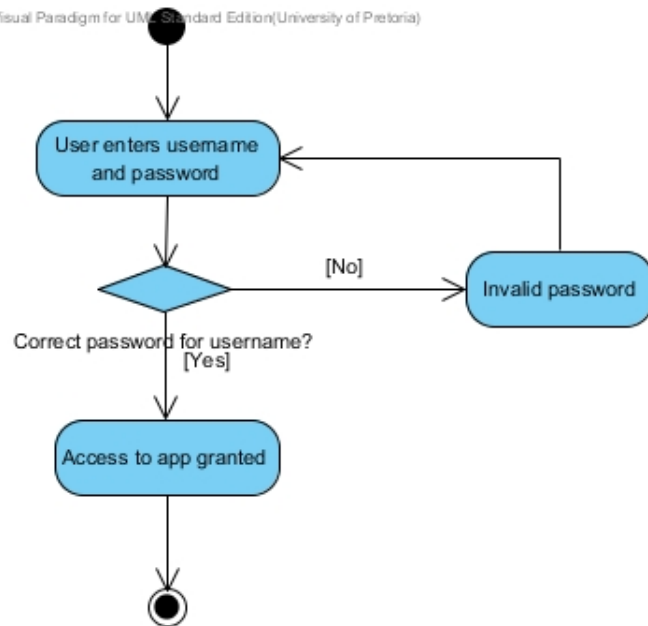 Visual Paradigm for UML Standard Edition(University of Pretoria)
User enters username
and password
[No]
Invalid password
Correct password for username?
[Yes]
Access to app granted